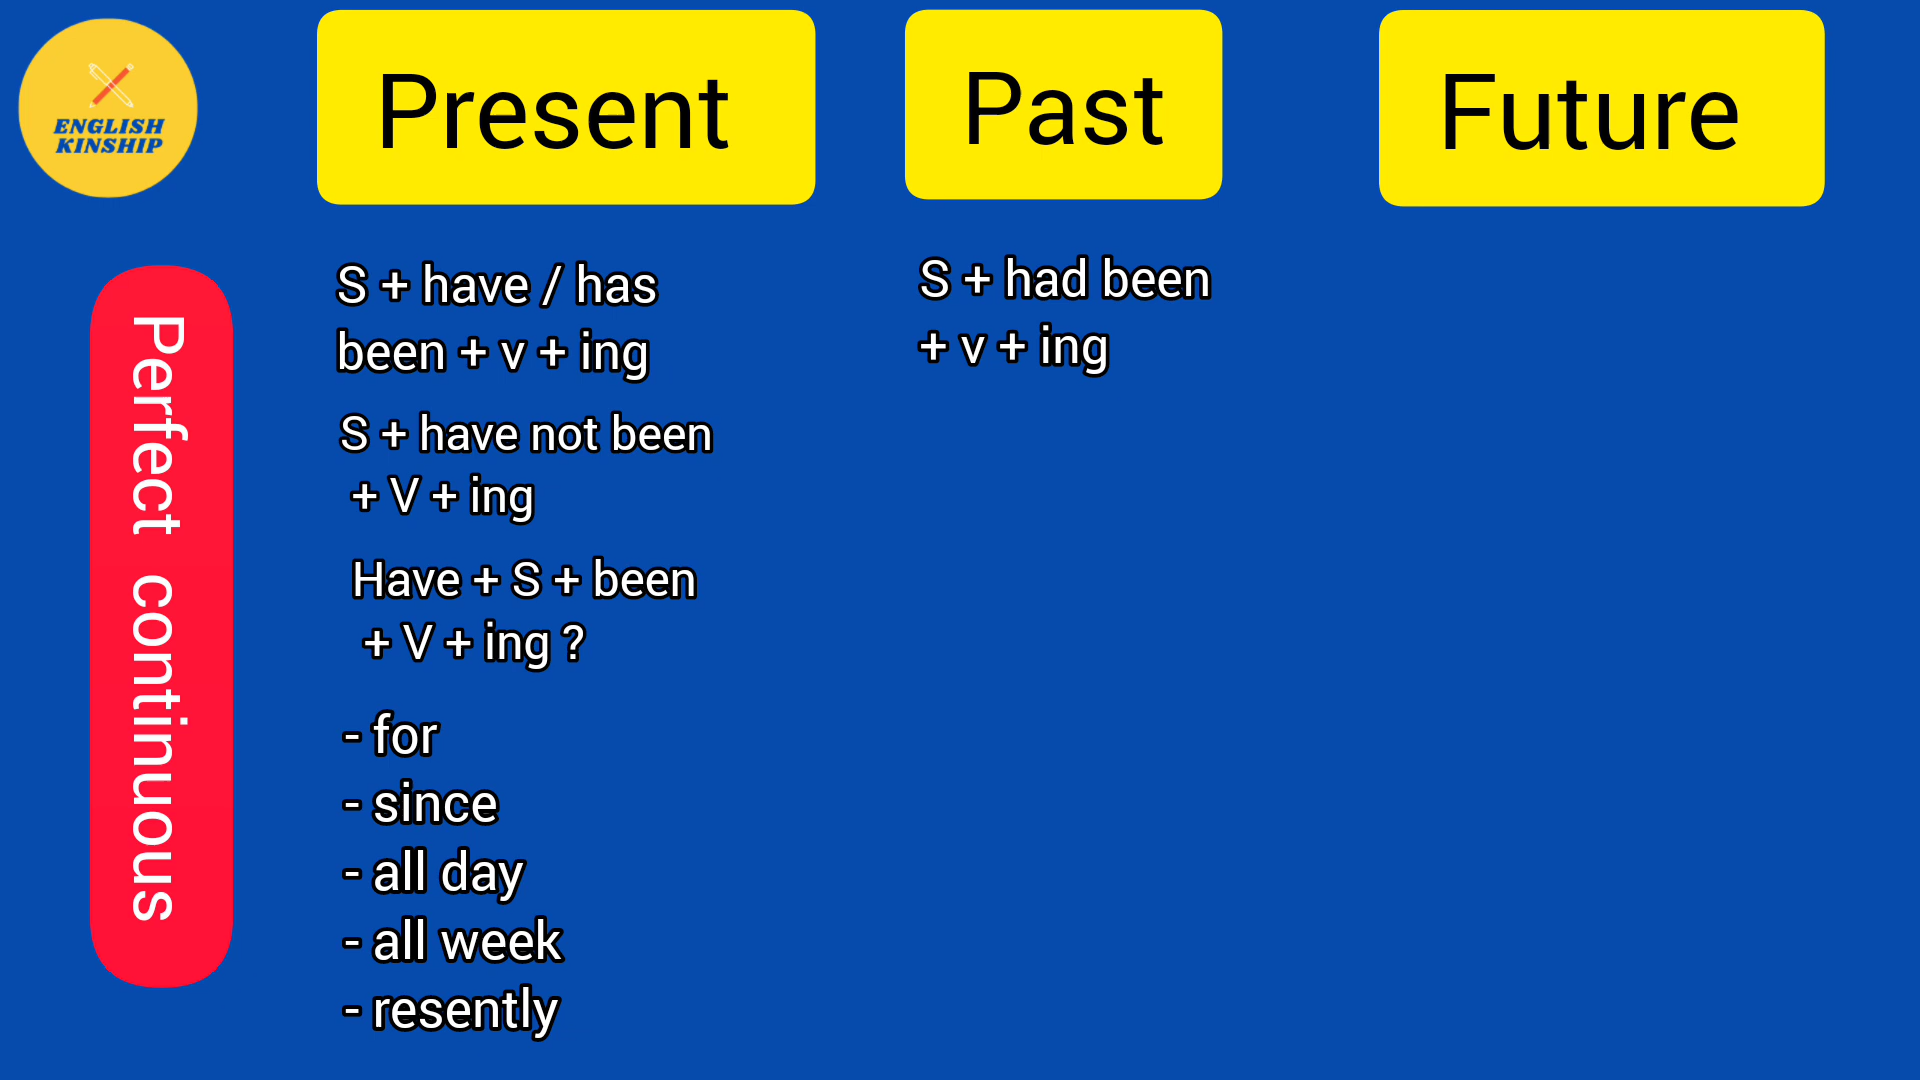 ENGLISH
KINSHIP
Present
Past
Future
Perfect continuous
S + have / has
been + v + ing
S + have not been
+ V + ing
Have + S + been
+ V + ing ?
- for
- since
- all day
- all week
- resently
S + had been
+ v + ing